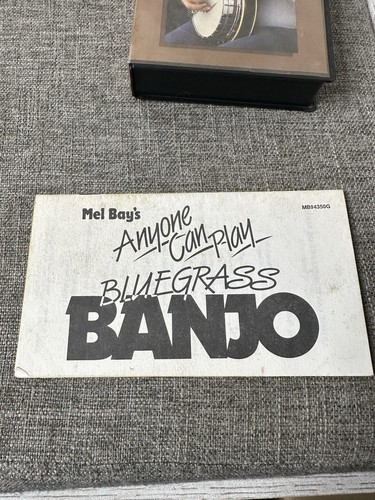 Mel Bay's
MB94350G
Anyone
Can play
BLUEGRASS
BANJO